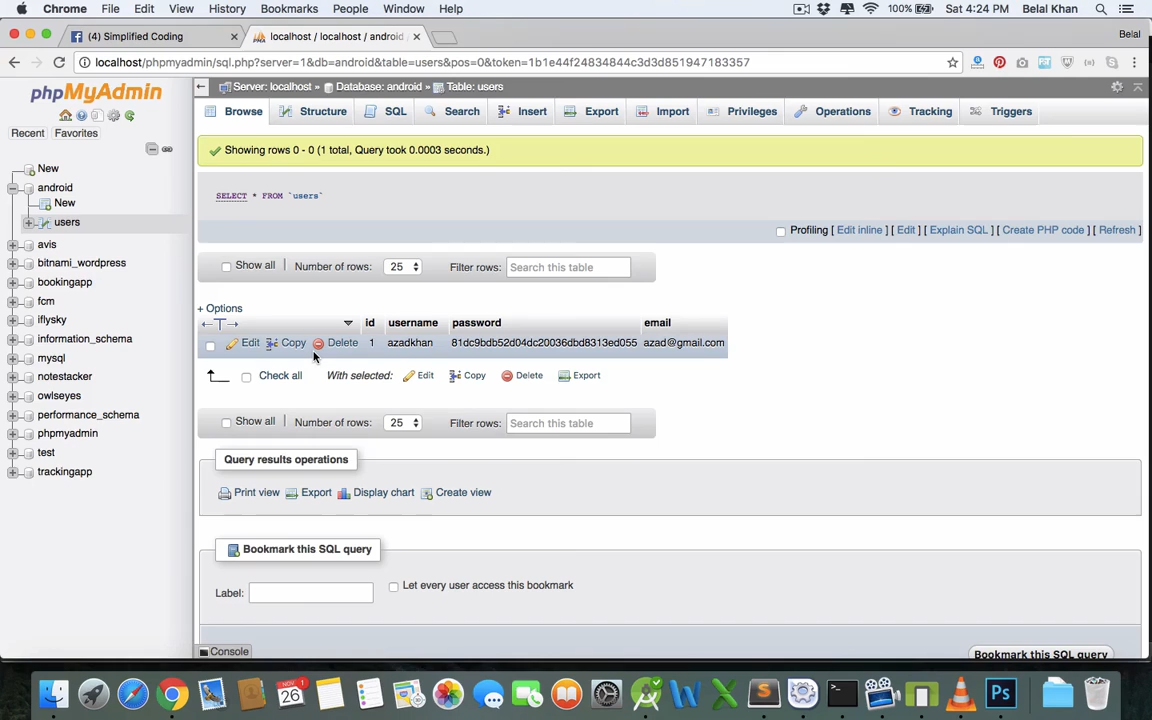 Chrome File Edit View History Bookmarks People Window Help 100% Sat 4:24 PM Belal Khan
(4) Simplified Coding
localhost / localhost / android
Belal
localhost/phpmyadmin/sql.php?server=1&db=android&table=users&pos=0&token=1b1e44f24834844c3d3d851947183357
phpMyAdmin
Recent Favorites
New
android
New
users
avis
bitnami_wordpress
bookingapp
fcm
iflysky
information_schema
mysql
notestacker
owlseyes
performance_schema
phpmyadmin
test
trackingapp
Server: localhost » Database: android » Table: users
Browse Structure SQL Search Insert Export Import Privileges Operations Tracking Triggers
Showing rows 0 - 0 (1 total, Query took 0.0003 seconds.)
SELECT * FROM `users`
Profiling [ Edit inline ] [ Edit ] [ Explain SQL ] [ Create PHP code ] [ Refresh ]
Show all Number of rows: 25 Filter rows: Search this table
+ Options
←T→ id username password email
Edit Copy Delete 1 azadkhan 81dc9bdb52d04dc20036dbd8313ed055 azad@gmail.com
Check all With selected: Edit Copy Delete Export
Show all Number of rows: 25 Filter rows: Search this table
Query results operations
Print view Export Display chart Create view
Bookmark this SQL query
Label: Let every user access this bookmark
Console
Bookmark this SQL query
NOV 1
26